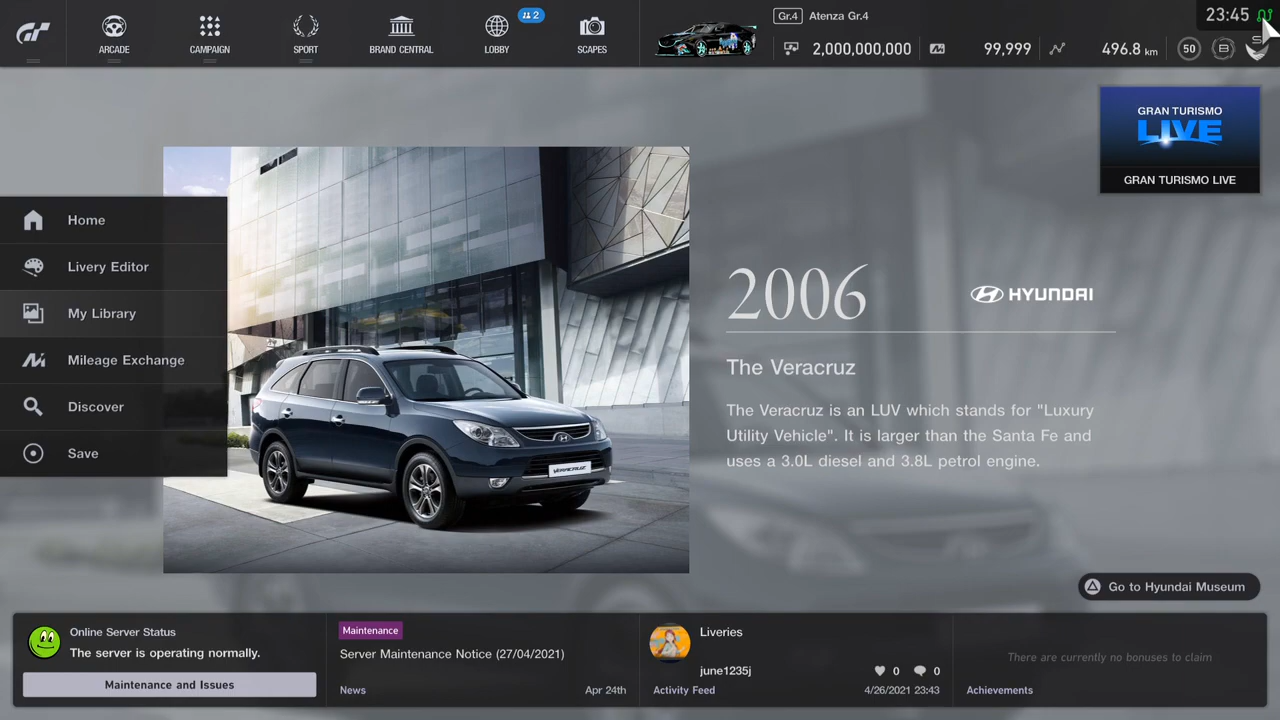 GT
ARCADE
CAMPAIGN
SPORT
BRAND CENTRAL
LOBBY
2
SCAPES
Gr.4 Atenza Gr.4
2,000,000,000
99,999
496.8 km
50
B
S
23:45
GRAN TURISMO
LIVE
GRAN TURISMO LIVE
Home
Livery Editor
My Library
Mileage Exchange
Discover
Save
VERACRUZ
2006
HYUNDAI
The Veracruz
The Veracruz is an LUV which stands for "Luxury
Utility Vehicle". It is larger than the Santa Fe and
uses a 3.0L diesel and 3.8L petrol engine.
Go to Hyundai Museum
Online Server Status
The server is operating normally.
Maintenance and Issues
Maintenance
Server Maintenance Notice (27/04/2021)
News
Apr 24th
Liveries
june1235j
0
0
Activity Feed
4/26/2021 23:43
There are currently no bonuses to claim
Achievements